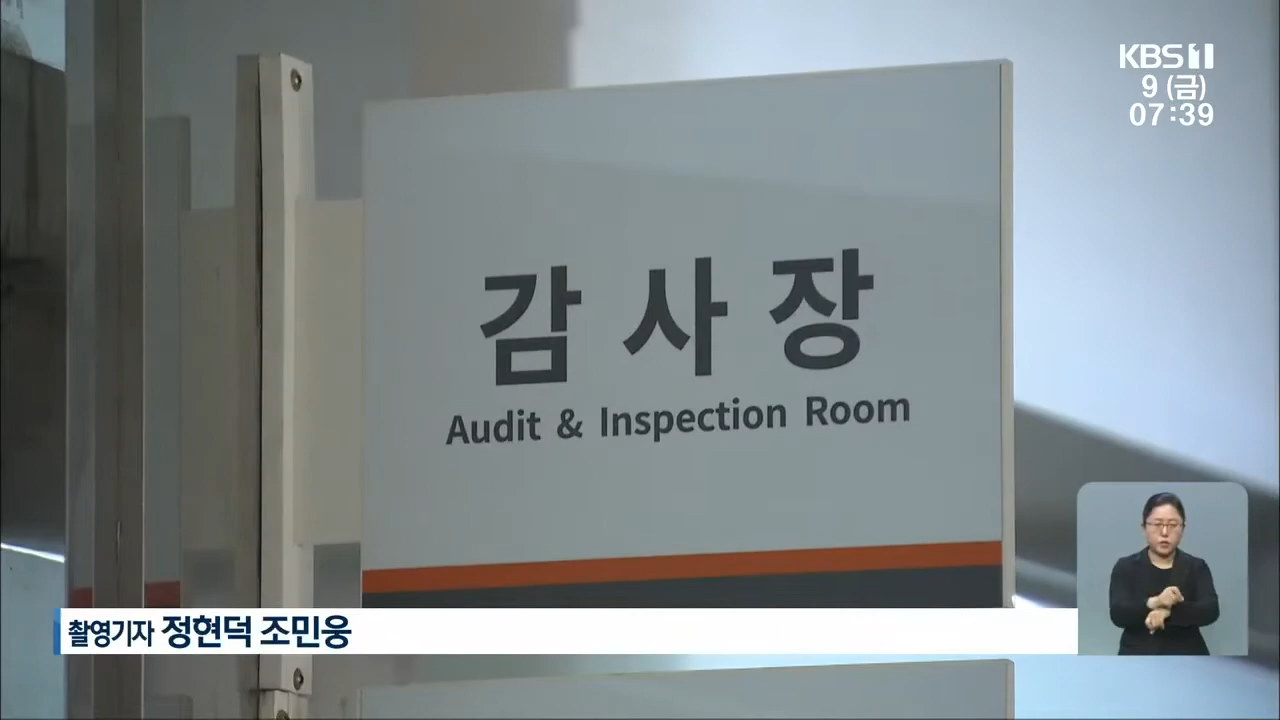 KBS1
9 (금)
07:39
감사장
Audit & Inspection Room
촬영기자 정현덕 조민웅